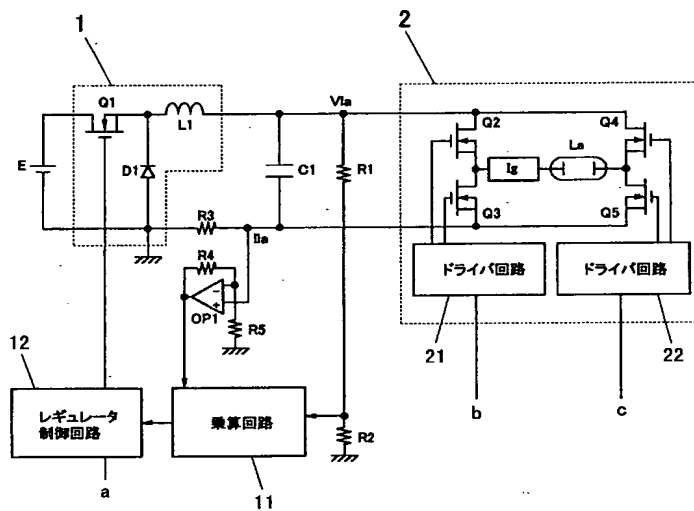 1
2
Q1
L1
VIa
Q2
Q4
La
E
D1
C1
R1
Ig
R3
IIa
Q3
Q5
R4
OP1
R5
ドライバ回路
ドライバ回路
21
22
12
b
c
レギュレータ
制御回路
乗算回路
R2
a
11